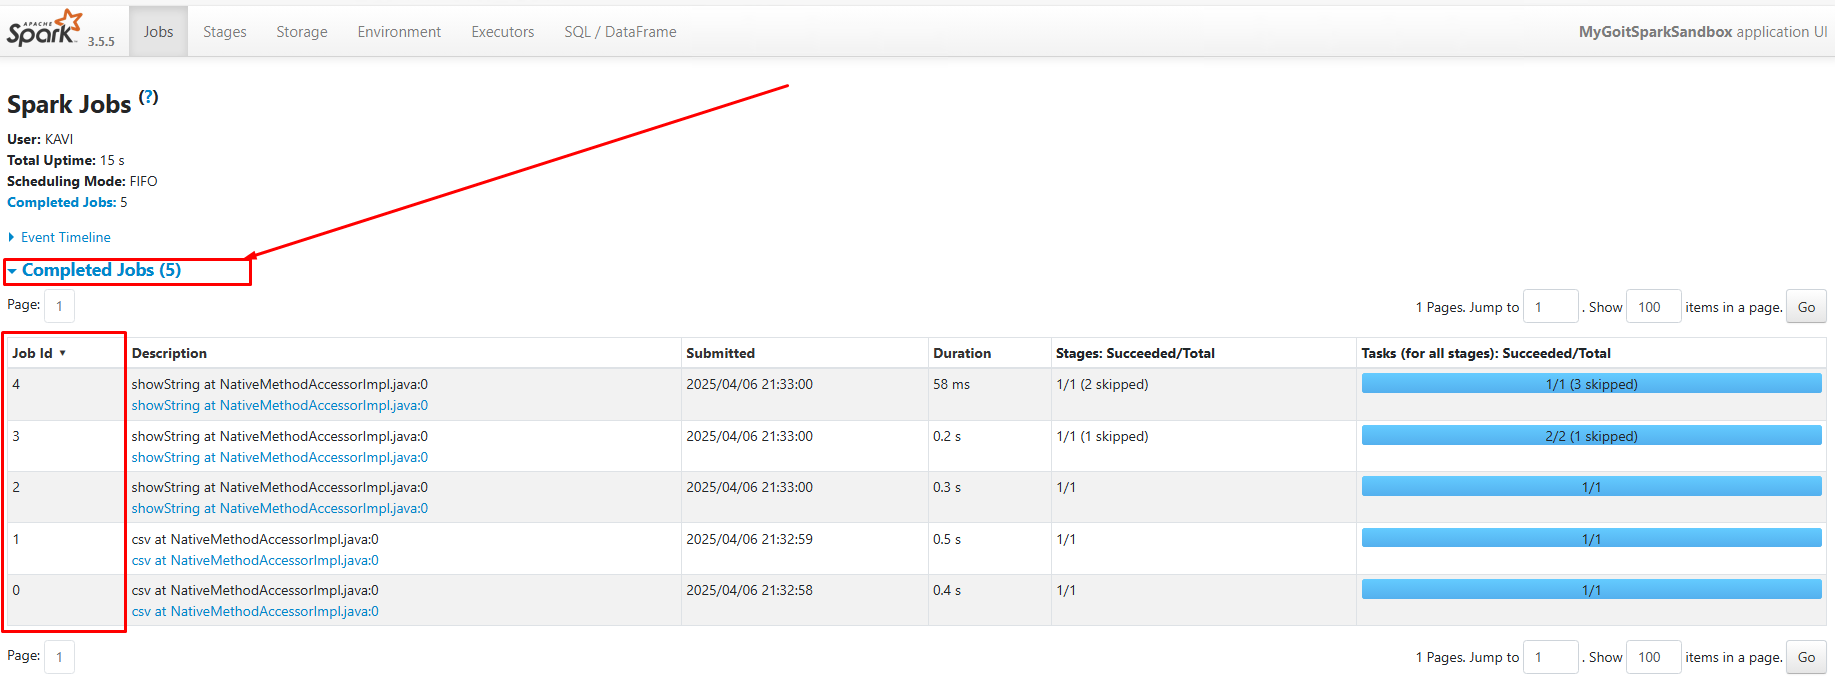 APACHE
Spark 3.5.5 Jobs Stages Storage Environment Executors SQL / DataFrame MyGoitSparkSandbox application UI
Spark Jobs (?)
User: KAVI
Total Uptime: 15 s
Scheduling Mode: FIFO
Completed Jobs: 5
Event Timeline
Completed Jobs (5)
Page: 1 1 Pages. Jump to 1 . Show 100 items in a page. Go
Job Id ▾ Description Submitted Duration Stages: Succeeded/Total Tasks (for all stages): Succeeded/Total
4 showString at NativeMethodAccessorImpl.java:0 2025/04/06 21:33:00 58 ms 1/1 (2 skipped) 1/1 (3 skipped)
showString at NativeMethodAccessorImpl.java:0
3 showString at NativeMethodAccessorImpl.java:0 2025/04/06 21:33:00 0.2 s 1/1 (1 skipped) 2/2 (1 skipped)
showString at NativeMethodAccessorImpl.java:0
2 showString at NativeMethodAccessorImpl.java:0 2025/04/06 21:33:00 0.3 s 1/1 1/1
showString at NativeMethodAccessorImpl.java:0
1 csv at NativeMethodAccessorImpl.java:0 2025/04/06 21:32:59 0.5 s 1/1 1/1
csv at NativeMethodAccessorImpl.java:0
0 csv at NativeMethodAccessorImpl.java:0 2025/04/06 21:32:58 0.4 s 1/1 1/1
csv at NativeMethodAccessorImpl.java:0
Page: 1 1 Pages. Jump to 1 . Show 100 items in a page. Go